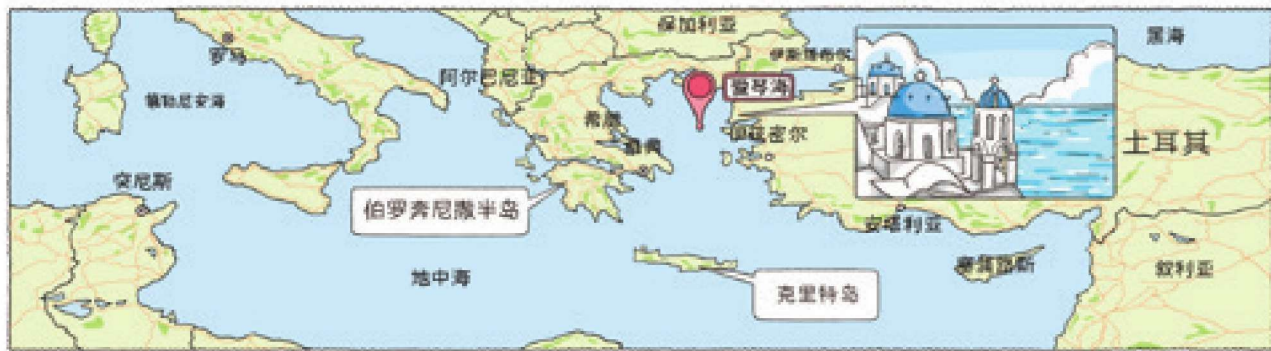 保加利亚
黑海
罗马
伊斯坦布尔
阿尔巴尼亚
爱琴海
第勒尼安海
希腊
伊兹密尔
雅典
土耳其
突尼斯
伯罗奔尼撒半岛
安塔利亚
塞浦路斯
叙利亚
地中海
克里特岛